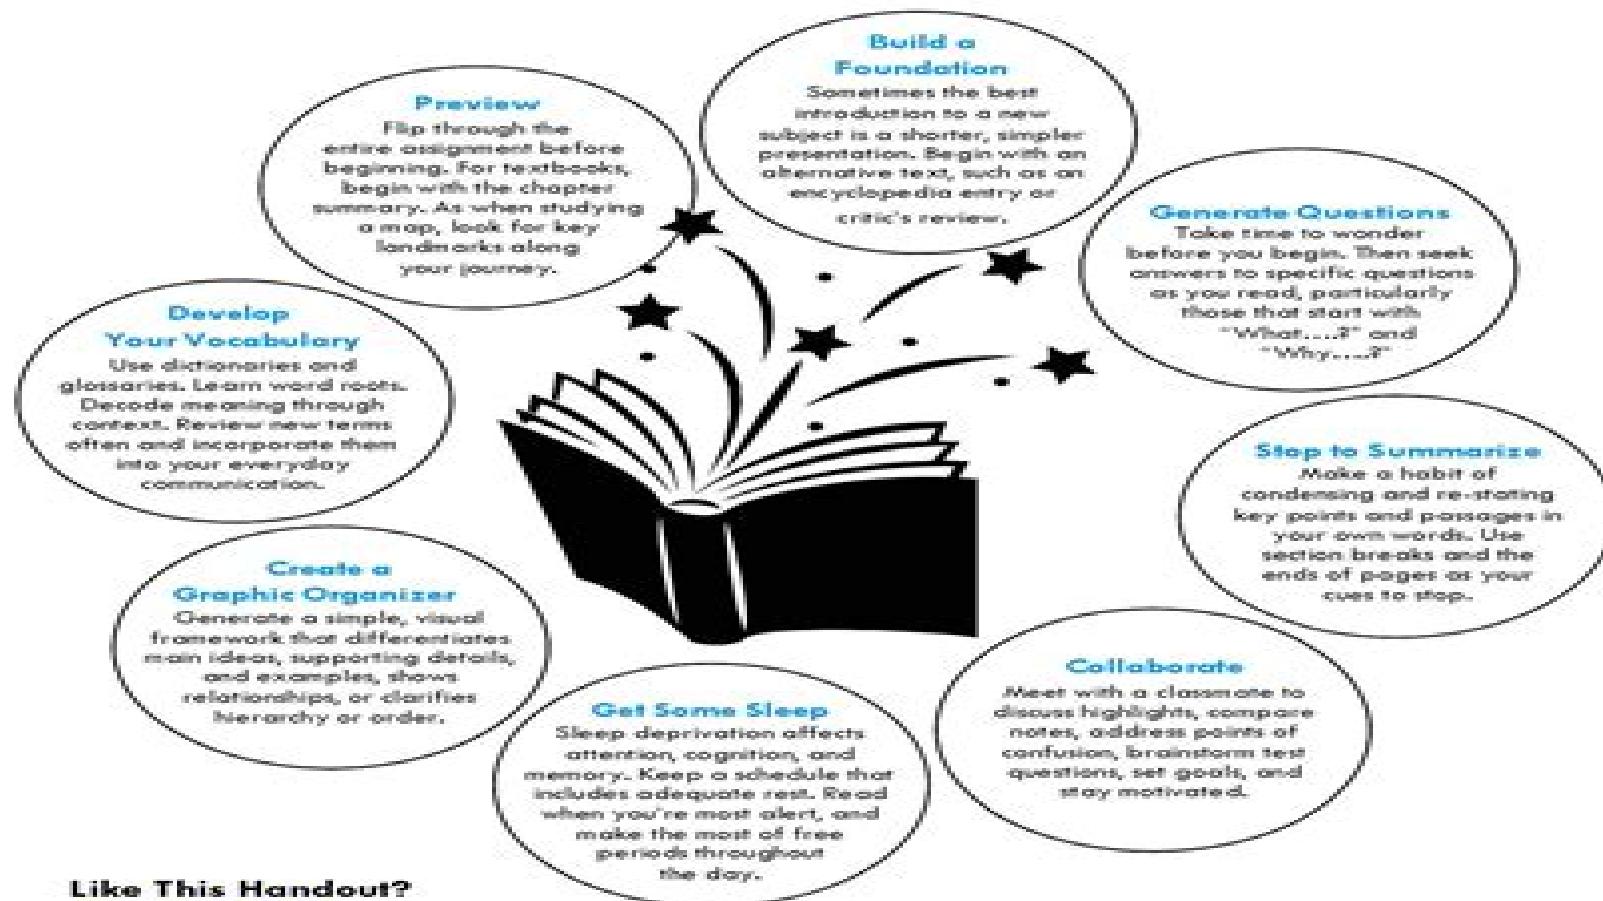 Build a
Foundation
Sometimes the best
introduction to a new
subject is a shorter, simpler
presentation. Begin with an
alternative text, such as an
encyclopedia entry or
critic's review.
Preview
Flip through the
entire assignment before
beginning. For textbooks,
begin with the chapter
summary. As when studying
a map, look for key
landmarks along
your journey.
Generate Questions
Take time to wonder
before you begin. Then seek
answers to specific questions
as you read, particularly
those that start with
"What....?" and
"Why....?"
Develop
Your Vocabulary
Use dictionaries and
glossaries. Learn word roots.
Decode meaning through
context. Review new terms
often and incorporate them
into your everyday
communication.
Stop to Summarize
Make a habit of
condensing and re-stating
key points and passages in
your own words. Use
section breaks and the
ends of pages as your
cues to stop.
Create a
Graphic Organizer
Generate a simple, visual
framework that differentiates
main ideas, supporting details,
and examples, shows
relationships, or clarifies
hierarchy or order.
Collaborate
Meet with a classmate to
discuss highlights, compare
notes, address points of
confusion, brainstorm test
questions, set goals, and
stay motivated.
Get Some Sleep
Sleep deprivation affects
attention, cognition, and
memory. Keep a schedule that
includes adequate rest. Read
when you're most alert, and
make the most of free
periods throughout
the day.
Like This Handout?